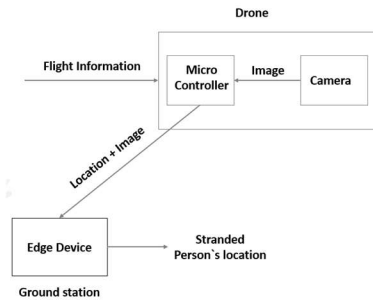 Drone
Flight Information
Micro
Controller
Image
Camera
Location + Image
Edge Device
Stranded
Person`s location
Ground station